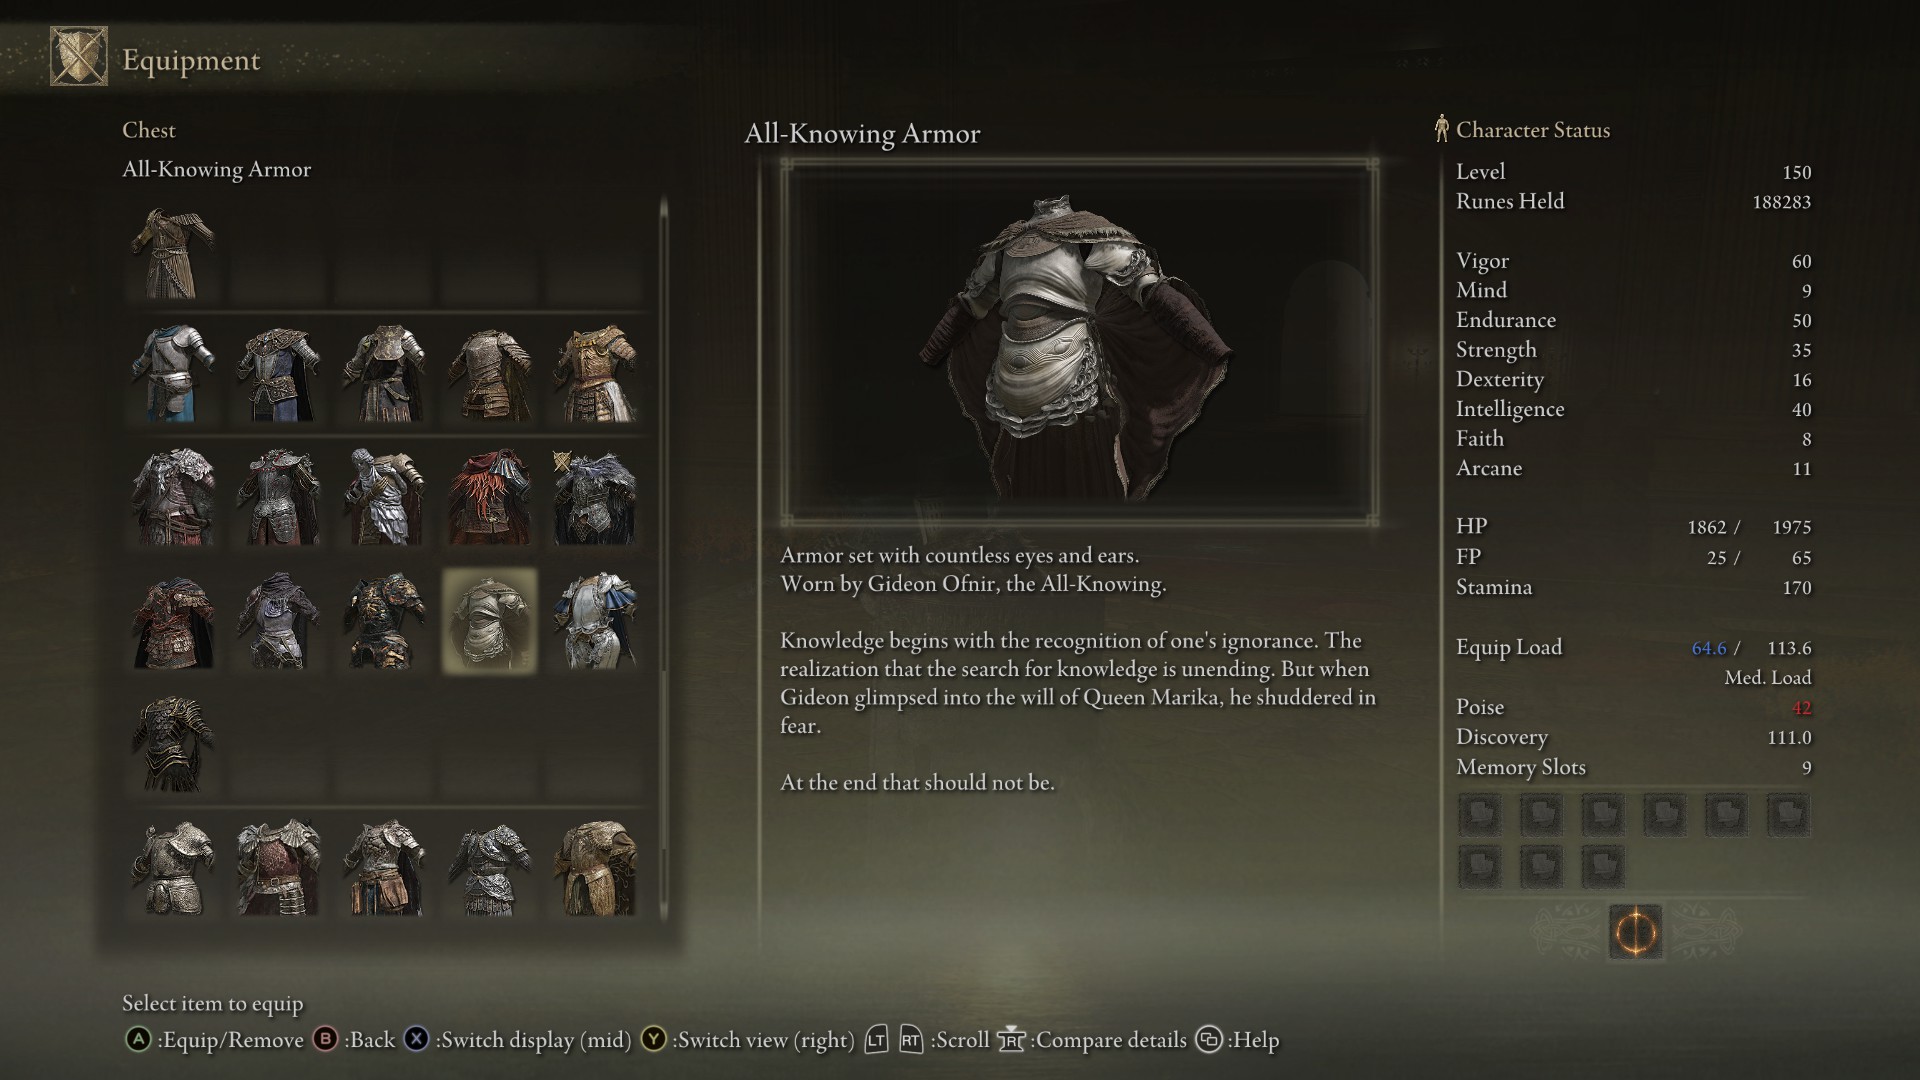 Equipment
Chest
All-Knowing Armor
All-Knowing Armor
Armor set with countless eyes and ears.
Worn by Gideon Ofnir, the All-Knowing.
Knowledge begins with the recognition of one's ignorance. The
realization that the search for knowledge is unending. But when
Gideon glimpsed into the will of Queen Marika, he shuddered in
fear.
At the end that should not be.
Character Status
Level 150
Runes Held 188283
Vigor 60
Mind 9
Endurance 50
Strength 35
Dexterity 16
Intelligence 40
Faith 8
Arcane 11
HP 1862 / 1975
FP 25 / 65
Stamina 170
Equip Load 64.6 / 113.6
Med. Load
Poise 42
Discovery 111.0
Memory Slots 9
Select item to equip
A :Equip/Remove B :Back X :Switch display (mid) Y :Switch view (right) LT RT :Scroll R :Compare details :Help